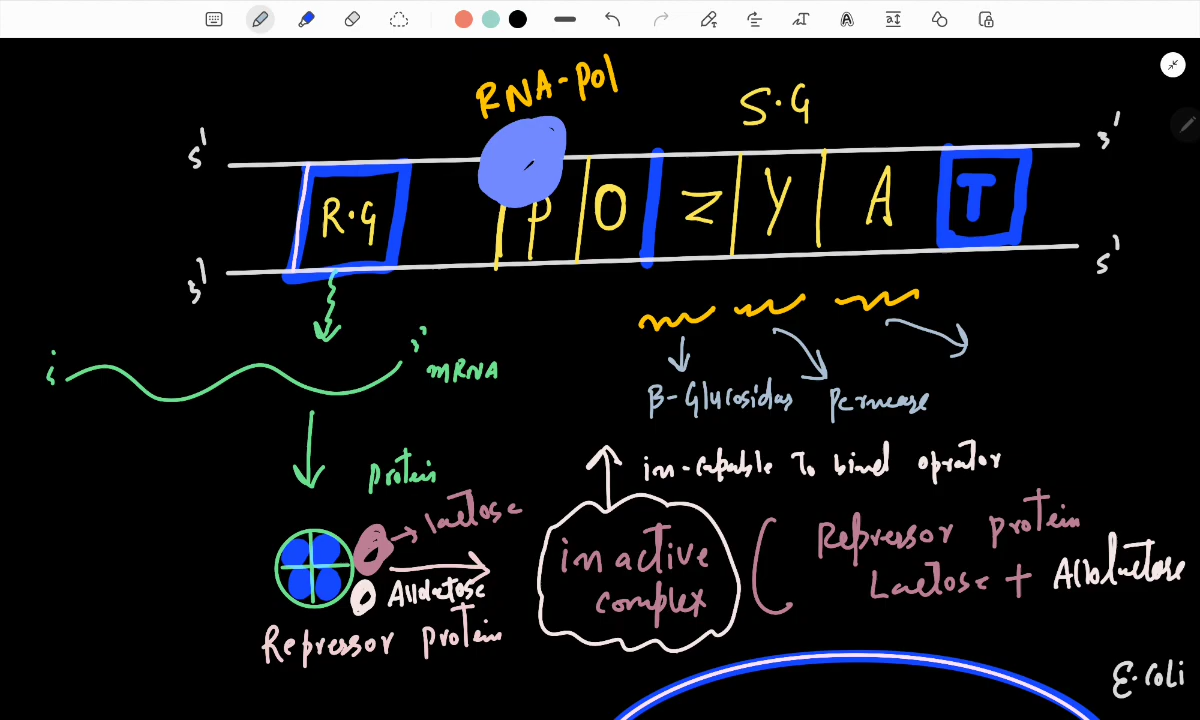 RNA-Pol
S.G
5' 3'
R.G P O Z Y A T
3' 5'
mRNA
β-Glucosidas Permease
Protein
in-capable To bind oprator
→ lactose
inactive
complex
Repressor protein
Lactose + Allolactose
Allolactose
Repressor protein
E.coli